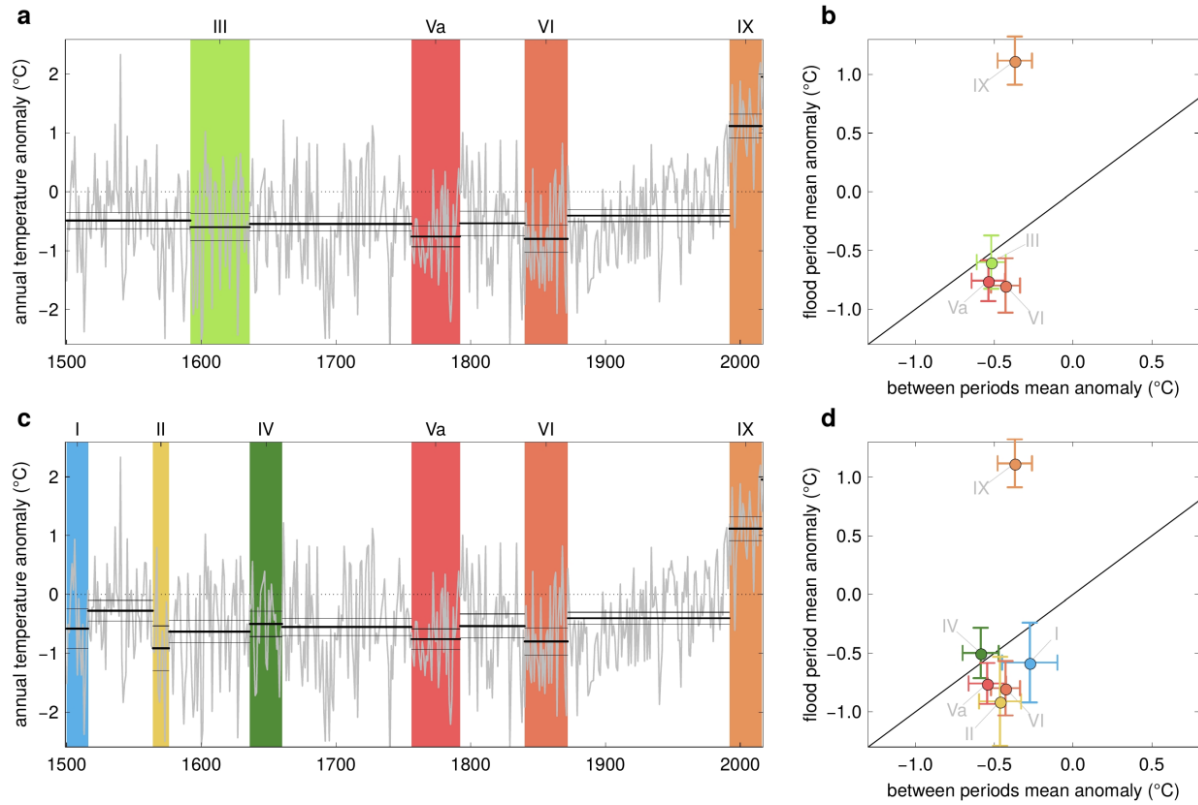 a
III Va VI IX
annual temperature anomaly (°C)
2
1
0
−1
−2
1500 1600 1700 1800 1900 2000
b
flood period mean anomaly (°C)
1.0
0.5
0.0
−0.5
−1.0
IX
III
Va
VI
−1.0 −0.5 0.0 0.5
between periods mean anomaly (°C)
c
I II IV Va VI IX
annual temperature anomaly (°C)
2
1
0
−1
−2
1500 1600 1700 1800 1900 2000
d
flood period mean anomaly (°C)
1.0
0.5
0.0
−0.5
−1.0
IX
IV
I
Va
VI
II
−1.0 −0.5 0.0 0.5
between periods mean anomaly (°C)